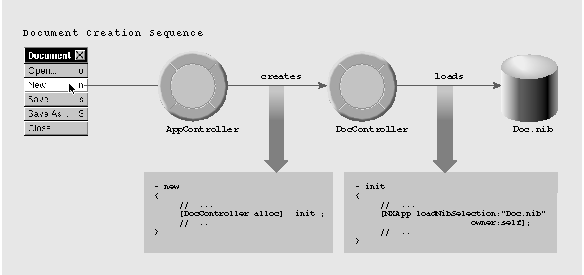 Document Creation Sequence
Document
Open... o
New n
Save s
Save As... S
Close
creates
loads
AppController
DocController
Doc.nib
- new
{
// ...
[DocController alloc] init ;
// ..
}
- init
{
// ...
[NXApp loadNibSelection:"Doc.nib"
owner:self];
// ..
}